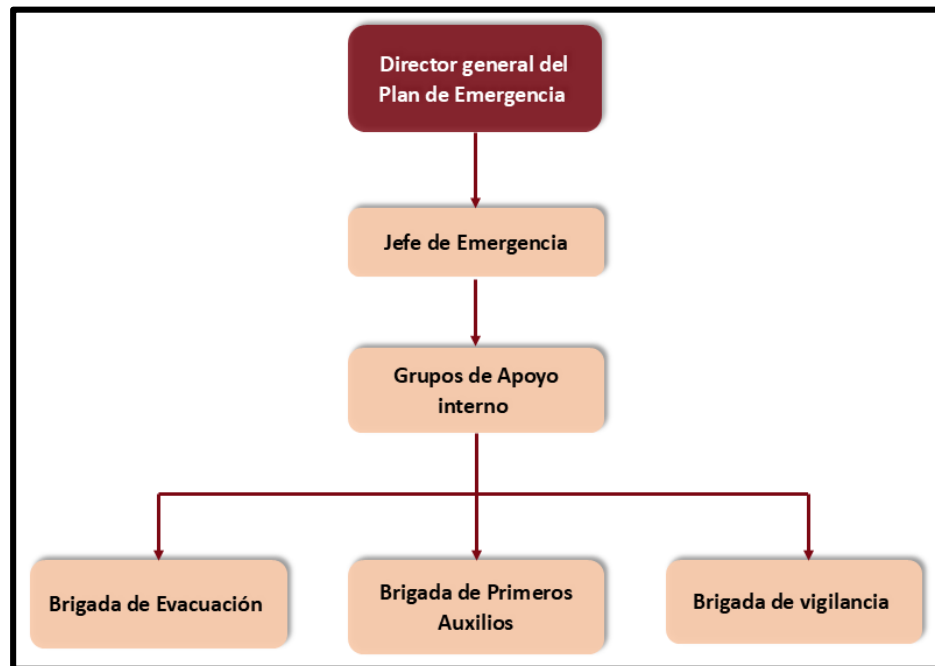 Director general del
Plan de Emergencia
Jefe de Emergencia
Grupos de Apoyo
interno
Brigada de Evacuación
Brigada de Primeros
Auxilios
Brigada de vigilancia